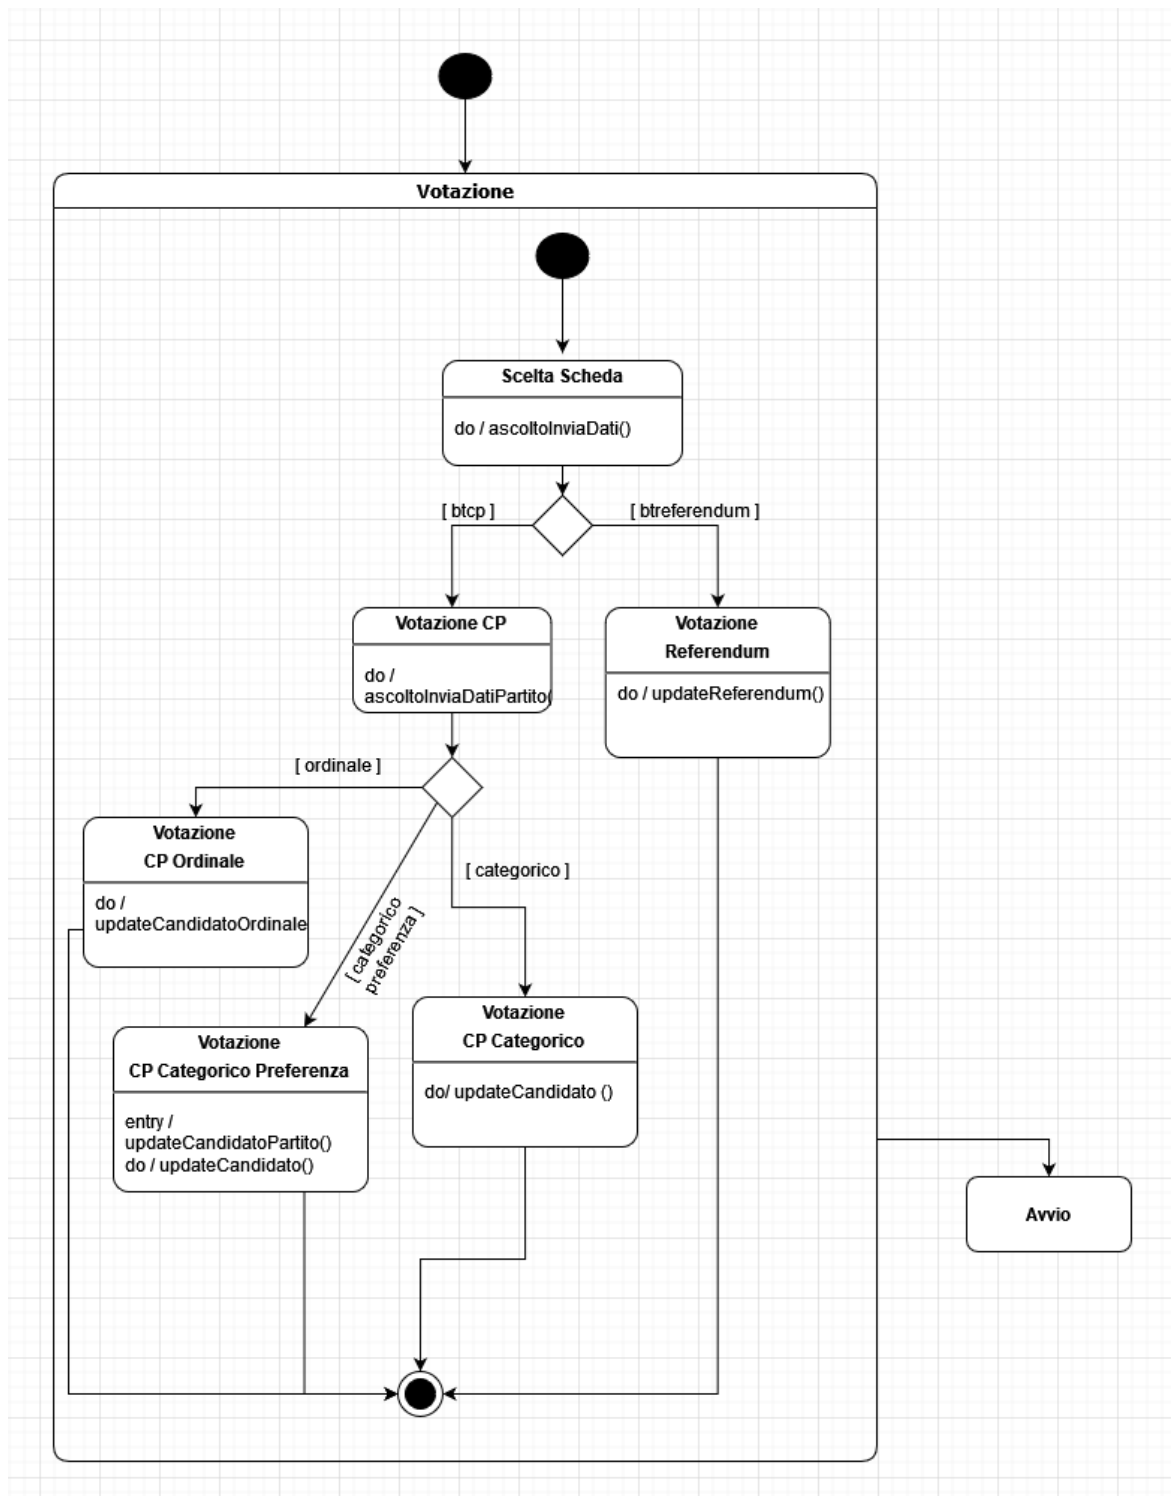 Votazione
Scelta Scheda
do / ascoltoInviaDati()
[ btcp ]
[ btreferendum ]
Votazione CP
do /
ascoltoInviaDatiPartito(
Votazione
Referendum
do / updateReferendum()
[ ordinale ]
Votazione
CP Ordinale
do /
updateCandidatoOrdinale
[ categorico
preferenza ]
[ categorico ]
Votazione
CP Categorico Preferenza
entry /
updateCandidatoPartito()
do / updateCandidato()
Votazione
CP Categorico
do/ updateCandidato ()
Avvio